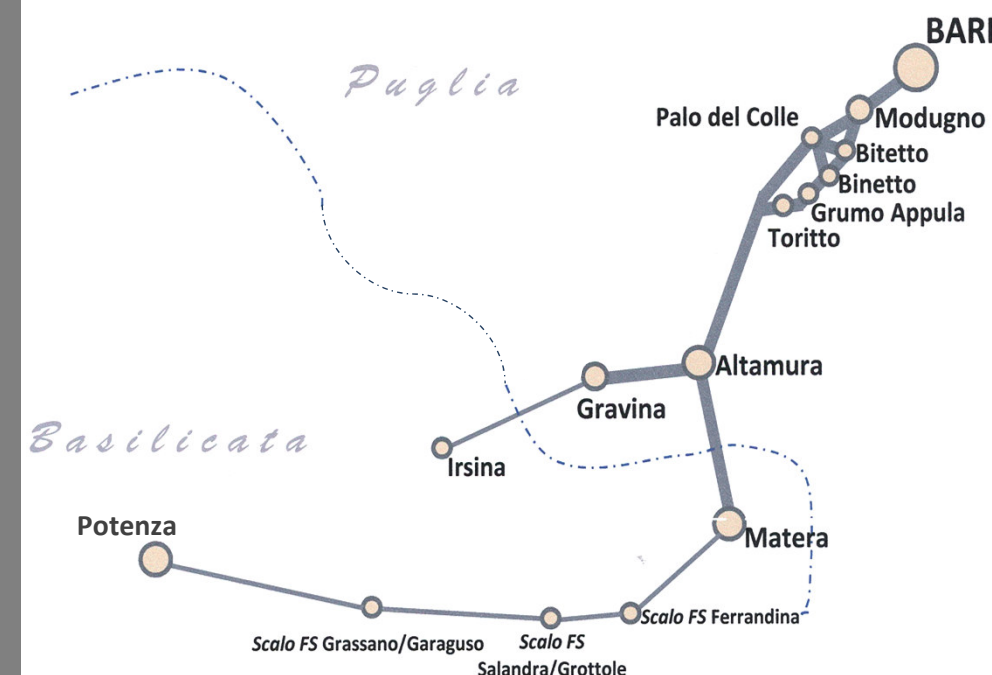 BARI
Puglia
Palo del Colle
Modugno
Bitetto
Binetto
Grumo Appula
Toritto
Altamura
Gravina
Basilicata
Irsina
Potenza
Matera
Scalo FS Ferrandina
Scalo FS Grassano/Garaguso
Scalo FS
Salandra/Grottole